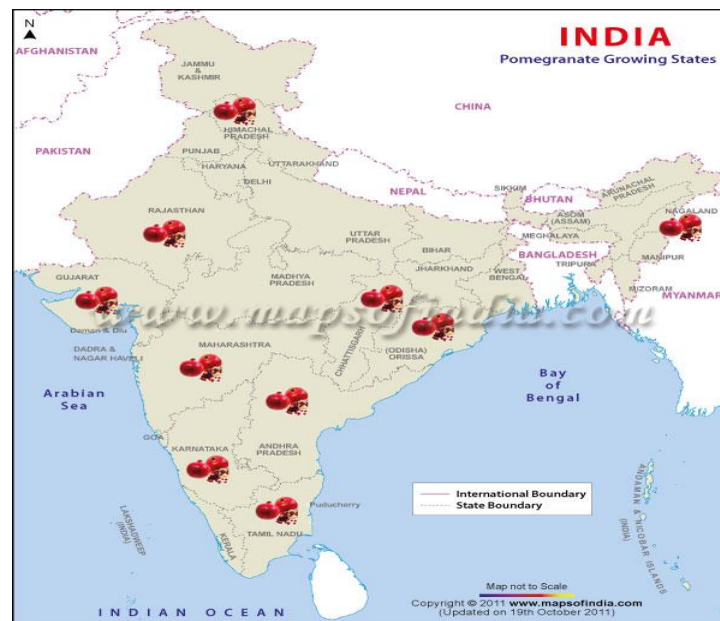 N
INDIA
Pomegranate Growing States
AFGHANISTAN
JAMMU
&
KASHMIR
CHINA
HIMACHAL
PRADESH
PAKISTAN
PUNJAB
UTTARAKHAND
HARYANA
DELHI
NEPAL
SIKKIM
BHUTAN
ARUNACHAL
PRADESH
RAJASTHAN
NAGALAND
ASOM
(ASSAM)
UTTAR
PRADESH
MEGHALAYA
BIHAR
BANGLADESH
MANIPUR
TRIPURA
JHARKHAND
WEST
BENGAL
GUJARAT
MADHYA
PRADESH
MIZORAM
MYANMAR
www.mapsofindia.com
Daman & Diu
DADRA &
NAGAR HAVELI
MAHARASHTRA
CHHATTISGARH
(ODISHA)
ORISSA
Arabian
Sea
Bay
of
Bengal
GOA
KARNATAKA
ANDHRA
PRADESH
Puducherry
LAKSHADWEEP
(INDIA)
KERALA
TAMIL NADU
ANDAMAN & NICOBAR ISLANDS
(INDIA)
International Boundary
State Boundary
INDIAN OCEAN
Map not to Scale
Copyright © 2011 www.mapsofindia.com
(Updated on 19th October 2011)